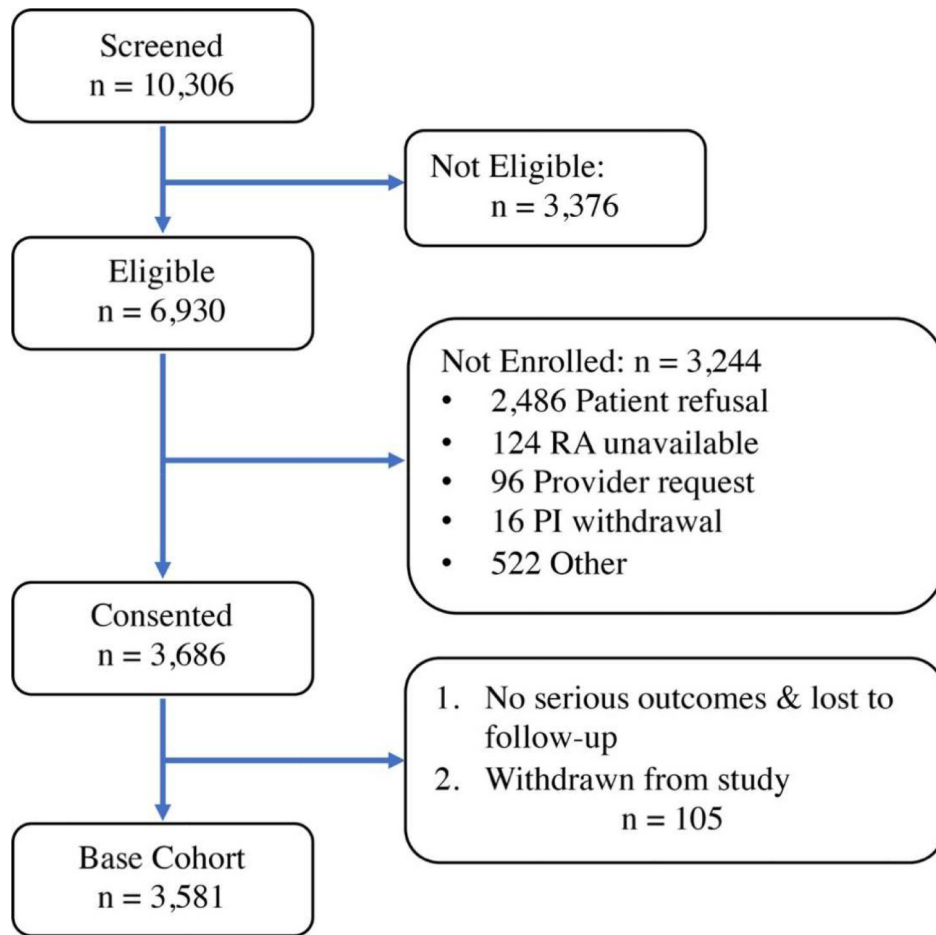 Screened
n = 10,306
Not Eligible:
n = 3,376
Eligible
n = 6,930
Not Enrolled: n = 3,244
• 2,486 Patient refusal
• 124 RA unavailable
• 96 Provider request
• 16 PI withdrawal
• 522 Other
Consented
n = 3,686
1. No serious outcomes & lost to
follow-up
2. Withdrawn from study
n = 105
Base Cohort
n = 3,581